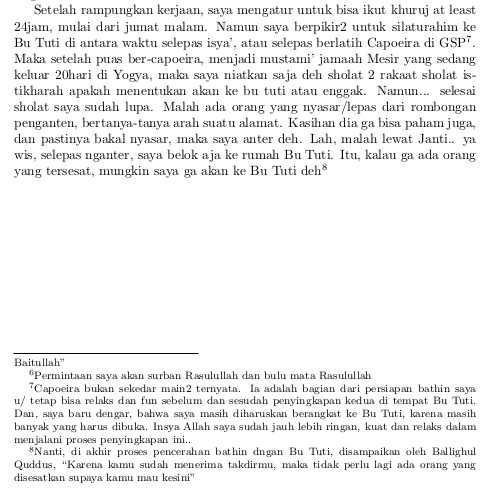 Setelah rampungkan kerjaan, saya mengatur untuk bisa ikut khuruj at least
24jam, mulai dari jumat malam. Namun saya berpikir2 untuk silaturahim ke
Bu Tuti di antara waktu selepas isya', atau selepas berlatih Capoeira di GSP⁷.
Maka setelah puas ber-capoeira, menjadi mustami' jamaah Mesir yang sedang
keluar 20hari di Yogya, maka saya niatkan saja deh sholat 2 rakaat sholat is-
tikharah apakah menentukan akan ke bu tuti atau enggak. Namun... selesai
sholat saya sudah lupa. Malah ada orang yang nyasar/lepas dari rombongan
penganten, bertanya-tanya arah suatu alamat. Kasihan dia ga bisa paham juga,
dan pastinya bakal nyasar, maka saya anter deh. Lah, malah lewat Janti.. ya
wis, selepas nganter, saya belok aja ke rumah Bu Tuti. Itu, kalau ga ada orang
yang tersesat, mungkin saya ga akan ke Bu Tuti deh⁸
Baitullah"
⁶Permintaan saya akan surban Rasulullah dan bulu mata Rasulullah
⁷Capoeira bukan sekedar main2 ternyata. Ia adalah bagian dari persiapan bathin saya
u/ tetap bisa relaks dan fun sebelum dan sesudah penyingkapan kedua di tempat Bu Tuti.
Dan, saya baru dengar, bahwa saya masih diharuskan berangkat ke Bu Tuti, karena masih
banyak yang harus dibuka. Insya Allah saya sudah jauh lebih ringan, kuat dan relaks dalam
menjalani proses penyingkapan ini..
⁸Nanti, di akhir proses pencerahan bathin dngan Bu Tuti, disampaikan oleh Ballighul
Quddus, "Karena kamu sudah menerima takdirmu, maka tidak perlu lagi ada orang yang
disesatkan supaya kamu mau kesini"